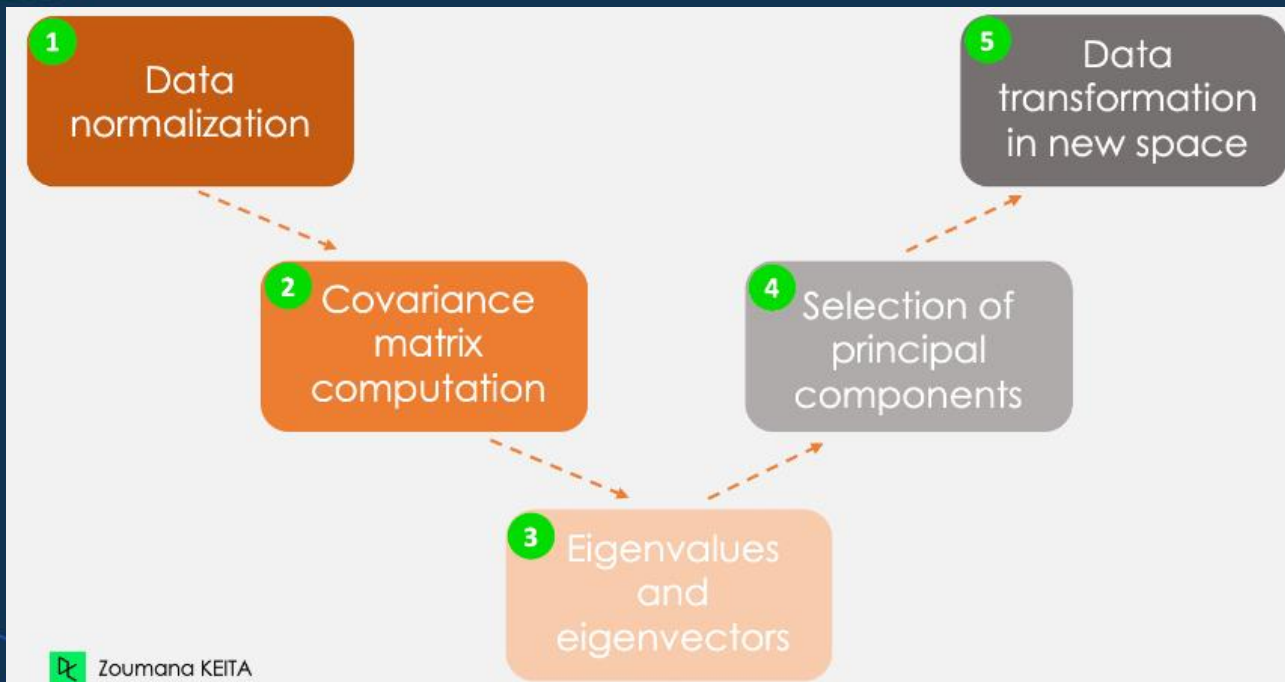 1
Data
normalization
2
Covariance
matrix
computation
3
Eigenvalues
and
eigenvectors
4
Selection of
principal
components
5
Data
transformation
in new space
Zoumana KEITA